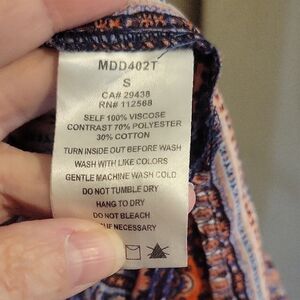 MDD402T
S
CA# 29438
RN# 112568
SELF 100% VISCOSE
CONTRAST 70% POLYESTER
30% COTTON
TURN INSIDE OUT BEFORE WASH
WASH WITH LIKE COLORS
GENTLE MACHINE WASH COLD
DO NOT TUMBLE DRY
HANG TO DRY
DO NOT BLEACH
NECESSARY